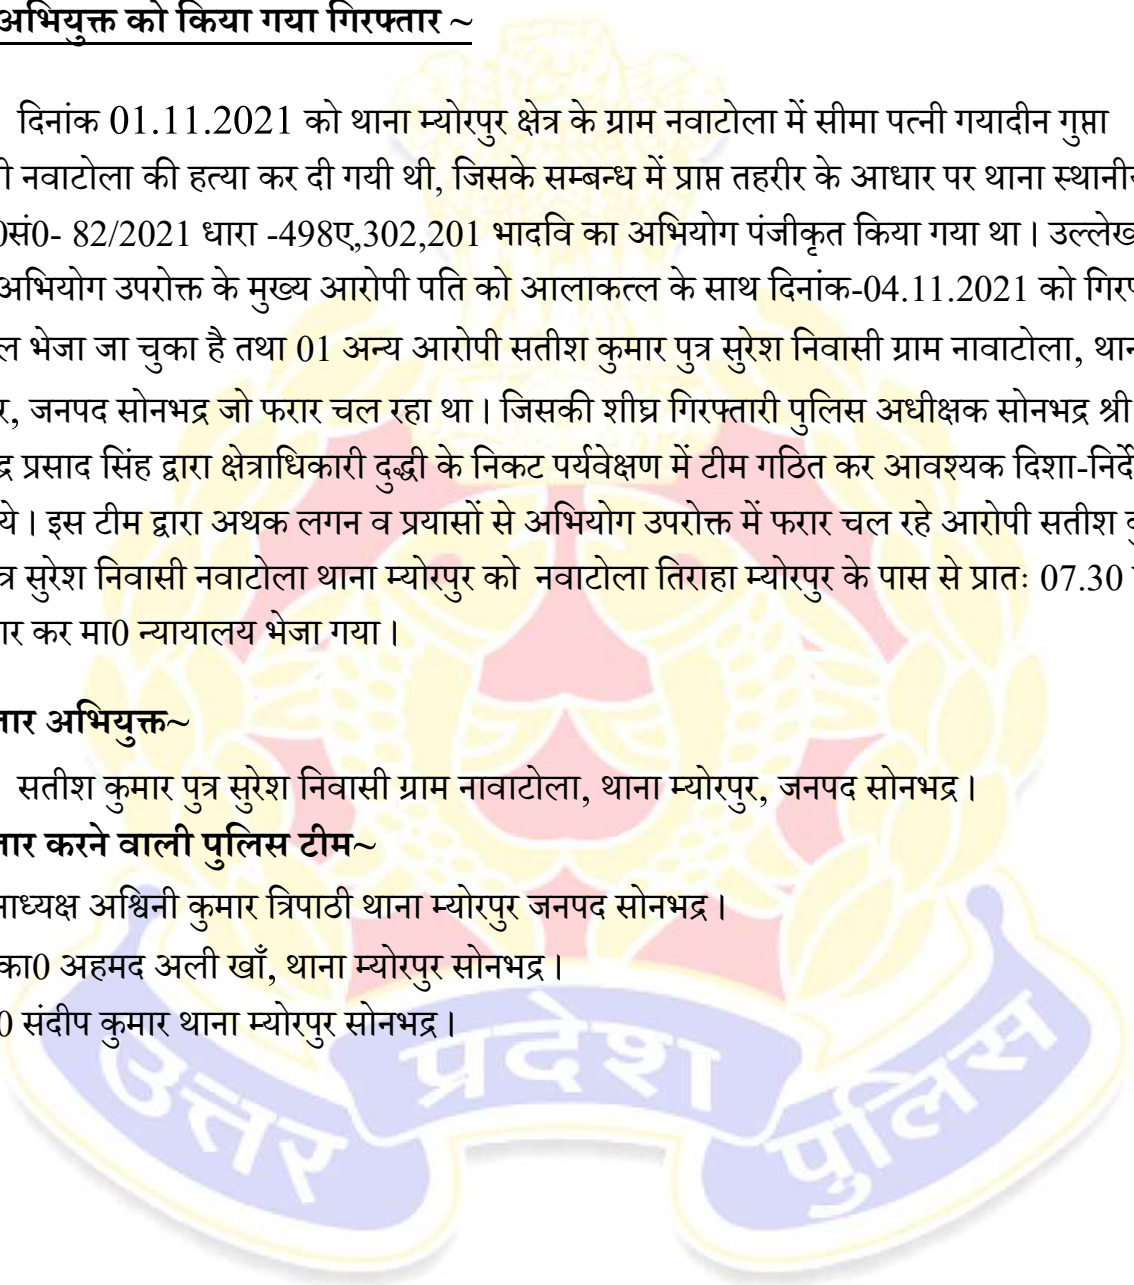 अभियुक्त को किया गया गिरफ्तार ~
दिनांक 01.11.2021 को थाना म्योरपुर क्षेत्र के ग्राम नवाटोला में सीमा पत्नी गयादीन गुप्ता
नवाटोला की हत्या कर दी गयी थी, जिसके सम्बन्ध में प्राप्त तहरीर के आधार पर थाना
0सं0- 82/2021 धारा -498ए,302,201 भादवि का अभियोग पंजीकृत किया गया था।
अभियोग उपरोक्त के मुख्य आरोपी पति को आलाकत्ल के साथ दिनांक-04.11.2021 को
भेजा जा चुका है तथा 01 अन्य आरोपी सतीश कुमार पुत्र सुरेश निवासी ग्राम नावाटोला,
जनपद सोनभद्र जो फरार चल रहा था। जिसकी शीघ्र गिरफ्तारी पुलिस अधीक्षक सोनभद्र श्री
प्रसाद सिंह द्वारा क्षेत्राधिकारी दुद्धी के निकट पर्यवेक्षण में टीम गठित कर आवश्यक
ये। इस टीम द्वारा अथक लगन व प्रयासों से अभियोग उपरोक्त में फरार चल रहे आरोपी सतीश
सुरेश निवासी नवाटोला थाना म्योरपुर को नवाटोला तिराहा म्योरपुर के पास से प्रातः 07.30
कर मा0 न्यायालय भेजा गया।
अभियुक्त~
सतीश कुमार पुत्र सुरेश निवासी ग्राम नावाटोला, थाना म्योरपुर, जनपद सोनभद्र।
करने वाली पुलिस टीम~
अश्विनी कुमार त्रिपाठी थाना म्योरपुर जनपद सोनभद्र।
का0 अहमद अली खाँ, थाना म्योरपुर सोनभद्र।
0 संदीप कुमार थाना म्योरपुर सोनभद्र।
उत्तर प्रदेश पुलिस